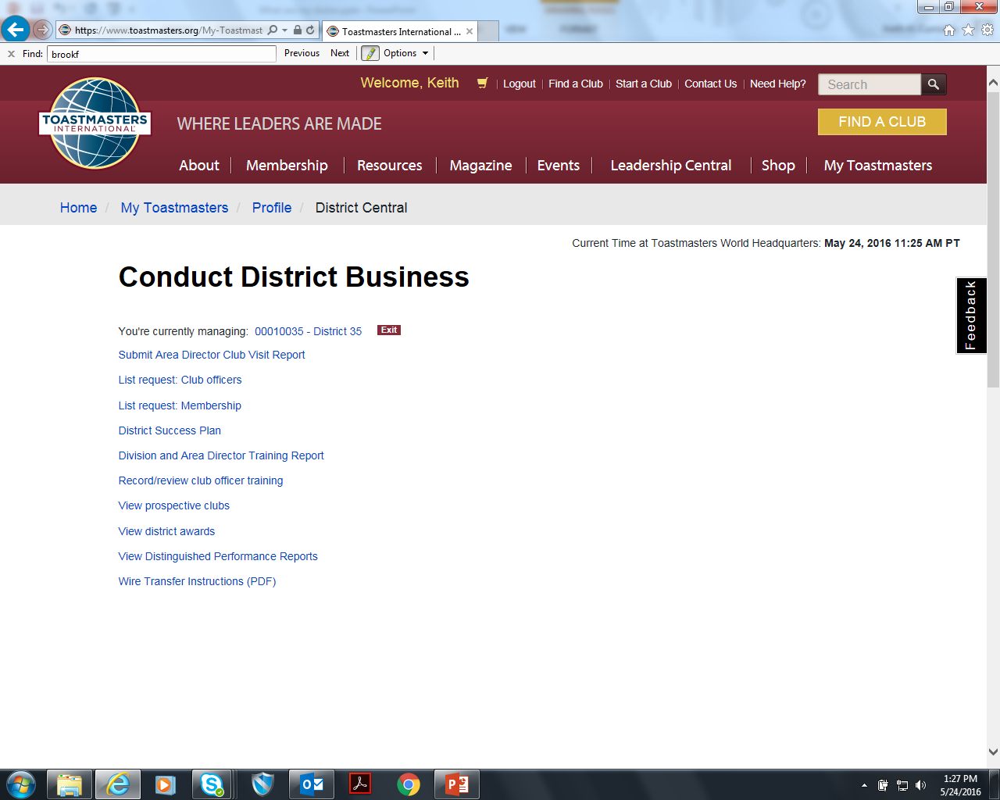 https://www.toastmasters.org/My-Toastmast
Toastmasters International ...
Find: brookf Previous Next Options
Welcome, Keith Logout Find a Club Start a Club Contact Us Need Help? Search
TOASTMASTERS
INTERNATIONAL
WHERE LEADERS ARE MADE
FIND A CLUB
About Membership Resources Magazine Events Leadership Central Shop My Toastmasters
Home / My Toastmasters / Profile / District Central
Current Time at Toastmasters World Headquarters: May 24, 2016 11:25 AM PT
Conduct District Business
Feedback
You're currently managing: 00010035 - District 35 Exit
Submit Area Director Club Visit Report
List request: Club officers
List request: Membership
District Success Plan
Division and Area Director Training Report
Record/review club officer training
View prospective clubs
View district awards
View Distinguished Performance Reports
Wire Transfer Instructions (PDF)
1:27 PM
5/24/2016